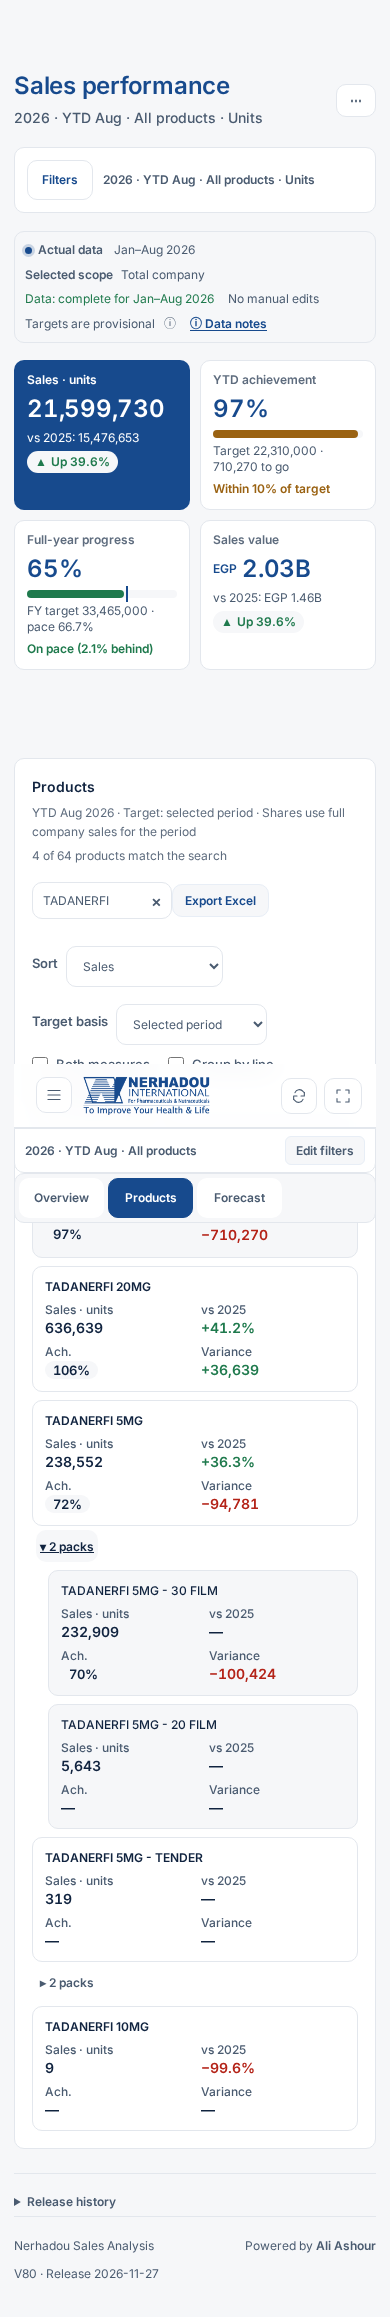 Sales performance
...
2026 · YTD Aug · All products · Units
Filters 2026 · YTD Aug · All products · Units
Actual data Jan–Aug 2026
Selected scope Total company
Data: complete for Jan–Aug 2026 No manual edits
Targets are provisional ⓘ ⓘ Data notes
Sales · units
21,599,730
vs 2025: 15,476,653
▲ Up 39.6%
YTD achievement
97%
Target 22,310,000 ·
710,270 to go
Within 10% of target
Full-year progress
65%
FY target 33,465,000 ·
pace 66.7%
On pace (2.1% behind)
Sales value
EGP 2.03B
vs 2025: EGP 1.46B
▲ Up 39.6%
Products
YTD Aug 2026 · Target: selected period · Shares use full
company sales for the period
4 of 64 products match the search
TADANERFI × Export Excel
Sort Sales
Target basis Selected period
Both measures Group by line
NERHADOU
INTERNATIONAL
For Pharmaceuticals & Nutraceuticals
To Improve Your Health & Life
2026 · YTD Aug · All products Edit filters
Overview Products Forecast
97% −710,270
TADANERFI 20MG
Sales · units vs 2025
636,639 +41.2%
Ach. Variance
106% +36,639
TADANERFI 5MG
Sales · units vs 2025
238,552 +36.3%
Ach. Variance
72% −94,781
▾ 2 packs
TADANERFI 5MG - 30 FILM
Sales · units vs 2025
232,909 —
Ach. Variance
70% −100,424
TADANERFI 5MG - 20 FILM
Sales · units vs 2025
5,643 —
Ach. Variance
— —
TADANERFI 5MG - TENDER
Sales · units vs 2025
319 —
Ach. Variance
— —
▸ 2 packs
TADANERFI 10MG
Sales · units vs 2025
9 −99.6%
Ach. Variance
— —
▶ Release history
Nerhadou Sales Analysis Powered by Ali Ashour
V80 · Release 2026-11-27